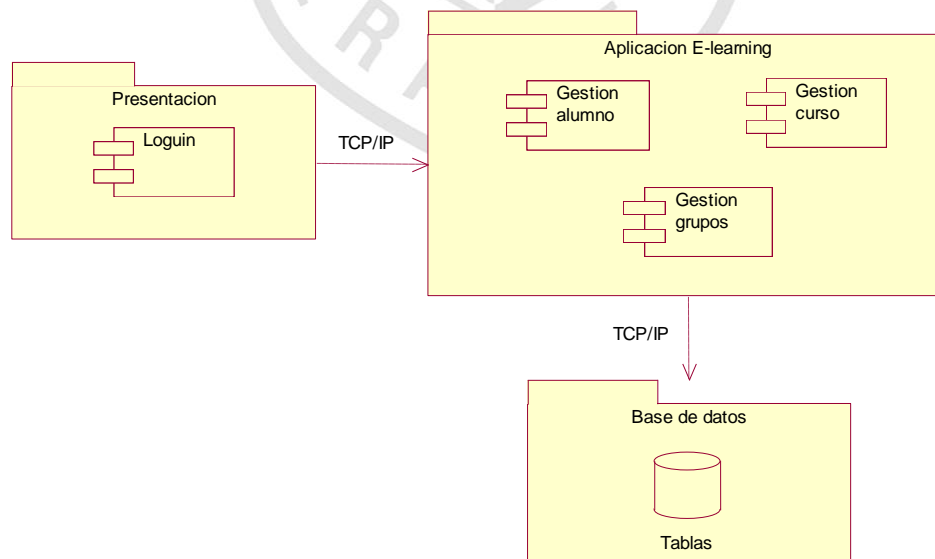 Aplicacion E-learning
Presentacion
Loguin
TCP/IP
Gestion
alumno
Gestion
curso
Gestion
grupos
TCP/IP
Base de datos
Tablas